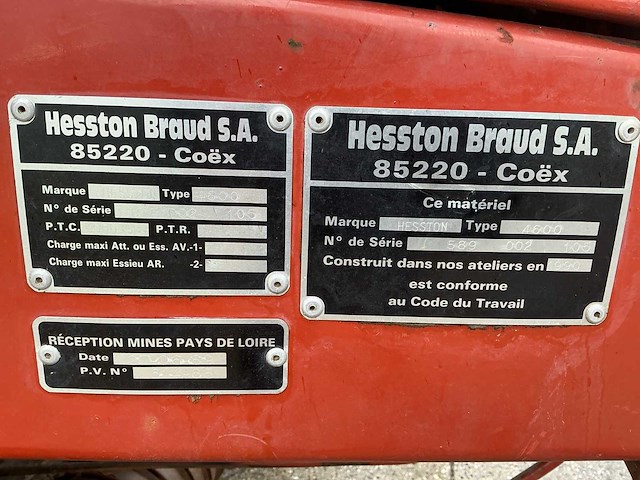 Hesston Braud S.A.
85220 - Coëx
Marque Type 4600
N° de Série
P.T.C. P.T.R.
Charge maxi Att. ou Ess. AV.-1-
Charge maxi Essieu AR. -2-
RÉCEPTION MINES PAYS DE LOIRE
Date
P.V. N°
Hesston Braud S.A.
85220 - Coëx
Ce matériel
Marque HESSTON Type 4600
N° de Série 589 002
Construit dans nos ateliers en
est conforme
au Code du Travail